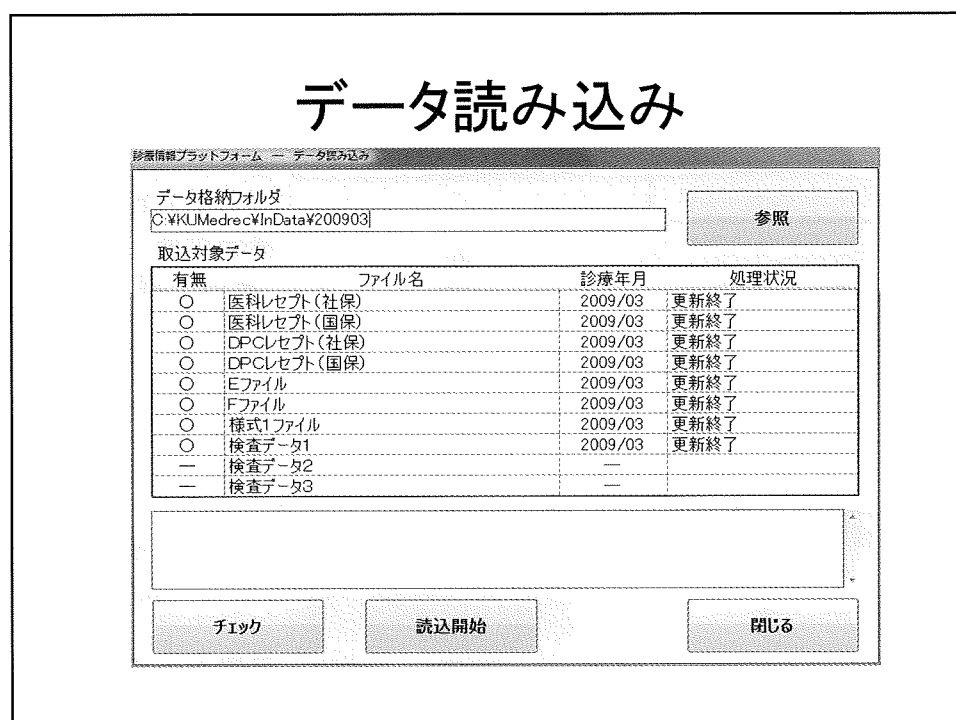 データ読み込み
診療情報プラットフォーム ― データ読み込み
データ格納フォルダ
C:¥KUMedrec¥InData¥200903
参照
取込対象データ
有無 ファイル名 診療年月 処理状況
○ 医科レセプト(社保) 2009/03 更新終了
○ 医科レセプト(国保) 2009/03 更新終了
○ DPCレセプト(社保) 2009/03 更新終了
○ DPCレセプト(国保) 2009/03 更新終了
○ Eファイル 2009/03 更新終了
○ Fファイル 2009/03 更新終了
○ 様式1ファイル 2009/03 更新終了
○ 検査データ1 2009/03 更新終了
― 検査データ2 ―
― 検査データ3 ―
チェック 読込開始 閉じる